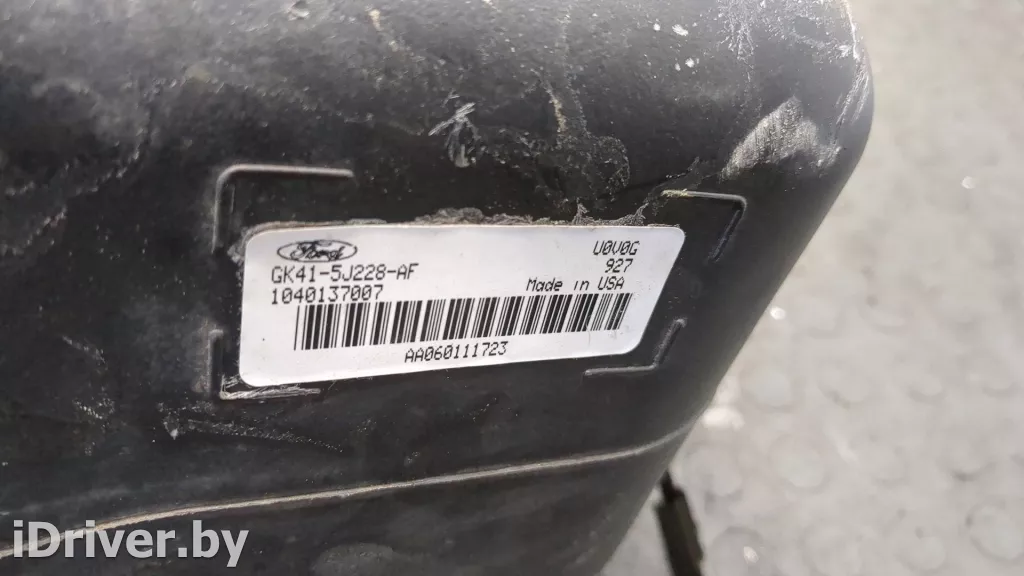 Ford
GK41-5J228-AF
1040137007
V0V0G
927
Made in USA
AA060111723
iDriver.by